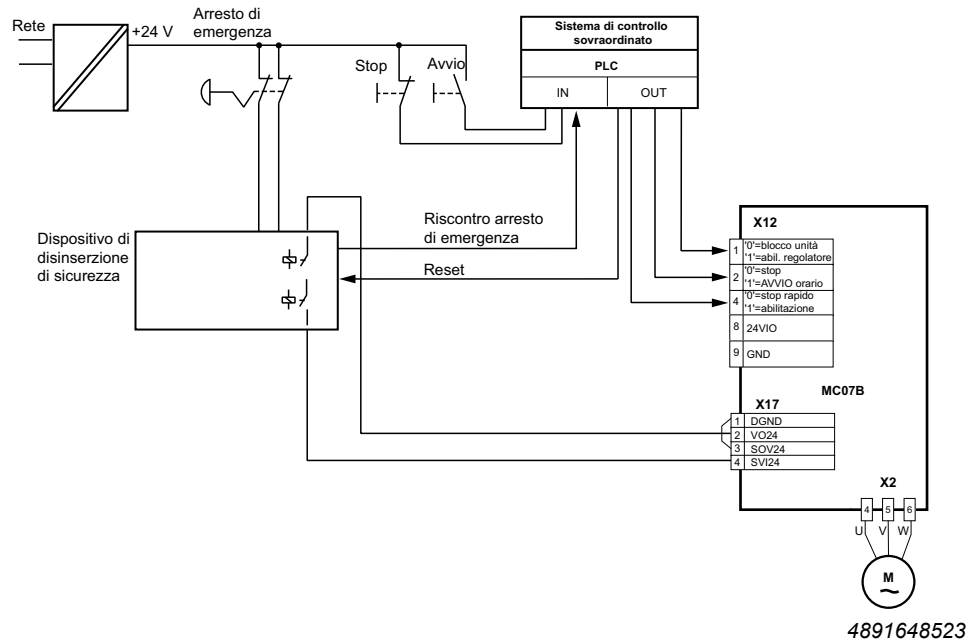 Rete
+24 V
Arresto di
emergenza
Stop
Avvio
Sistema di controllo
sovraordinato
PLC
IN
OUT
Dispositivo di
disinserzione
di sicurezza
Riscontro arresto
di emergenza
Reset
X12
1 '0'=blocco unità
'1'=abil. regolatore
2 '0'=stop
'1'=AVVIO orario
4 '0'=stop rapido
'1'=abilitazione
8 24VIO
9 GND
MC07B
X17
1 DGND
2 VO24
3 SOV24
4 SVI24
X2
4 5 6
U V W
M
4891648523